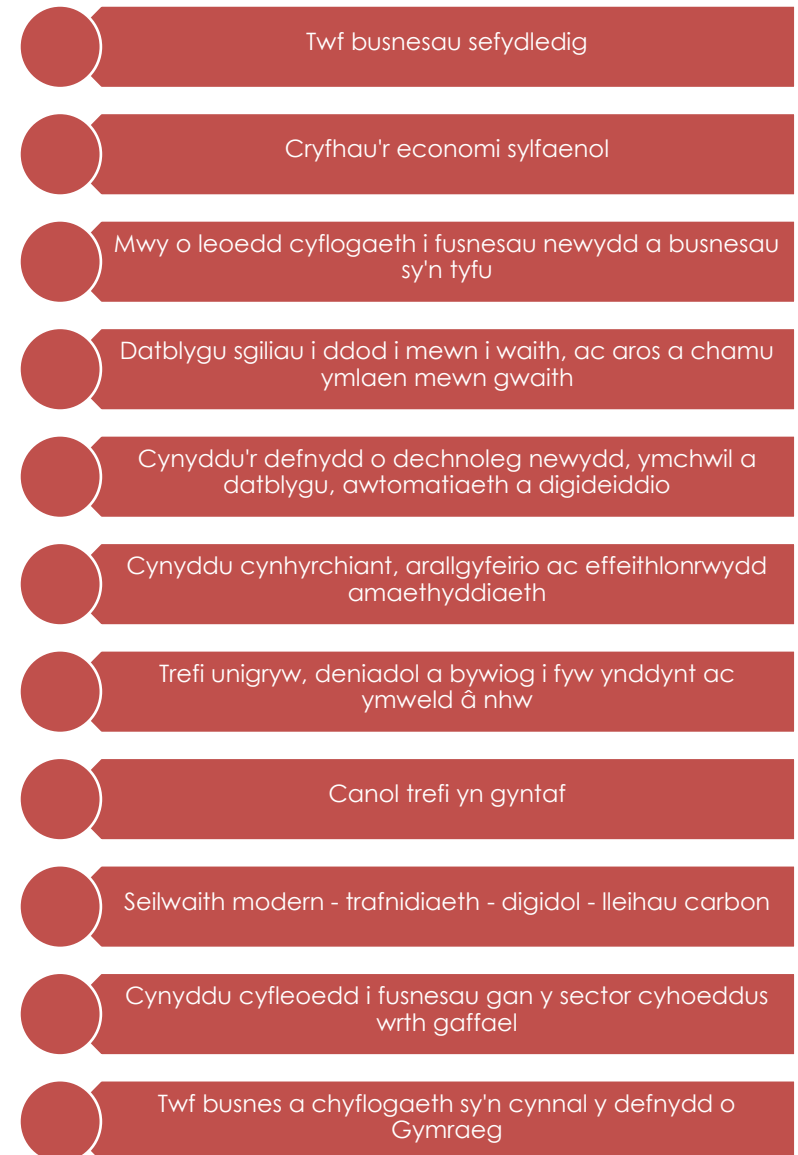 Twf busnesau sefydledig
Cryfhau'r economi sylfaenol
Mwy o leoedd cyflogaeth i fusnesau newydd a busnesau
sy'n tyfu
Datblygu sgiliau i ddod i mewn i waith, ac aros a chamu
ymlaen mewn gwaith
Cynyddu'r defnydd o dechnoleg newydd, ymchwil a
datblygu, awtomatiaeth a digideiddio
Cynyddu cynhyrchiant, arallgyfeirio ac effeithlonrwydd
amaethyddiaeth
Trefi unigryw, deniadol a bywiog i fyw ynddynt ac
ymweld â nhw
Canol trefi yn gyntaf
Seilwaith modern - trafnidiaeth - digidol - lleihau carbon
Cynyddu cyfleoedd i fusnesau gan y sector cyhoeddus
wrth gaffael
Twf busnes a chyflogaeth sy'n cynnal y defnydd o
Gymraeg